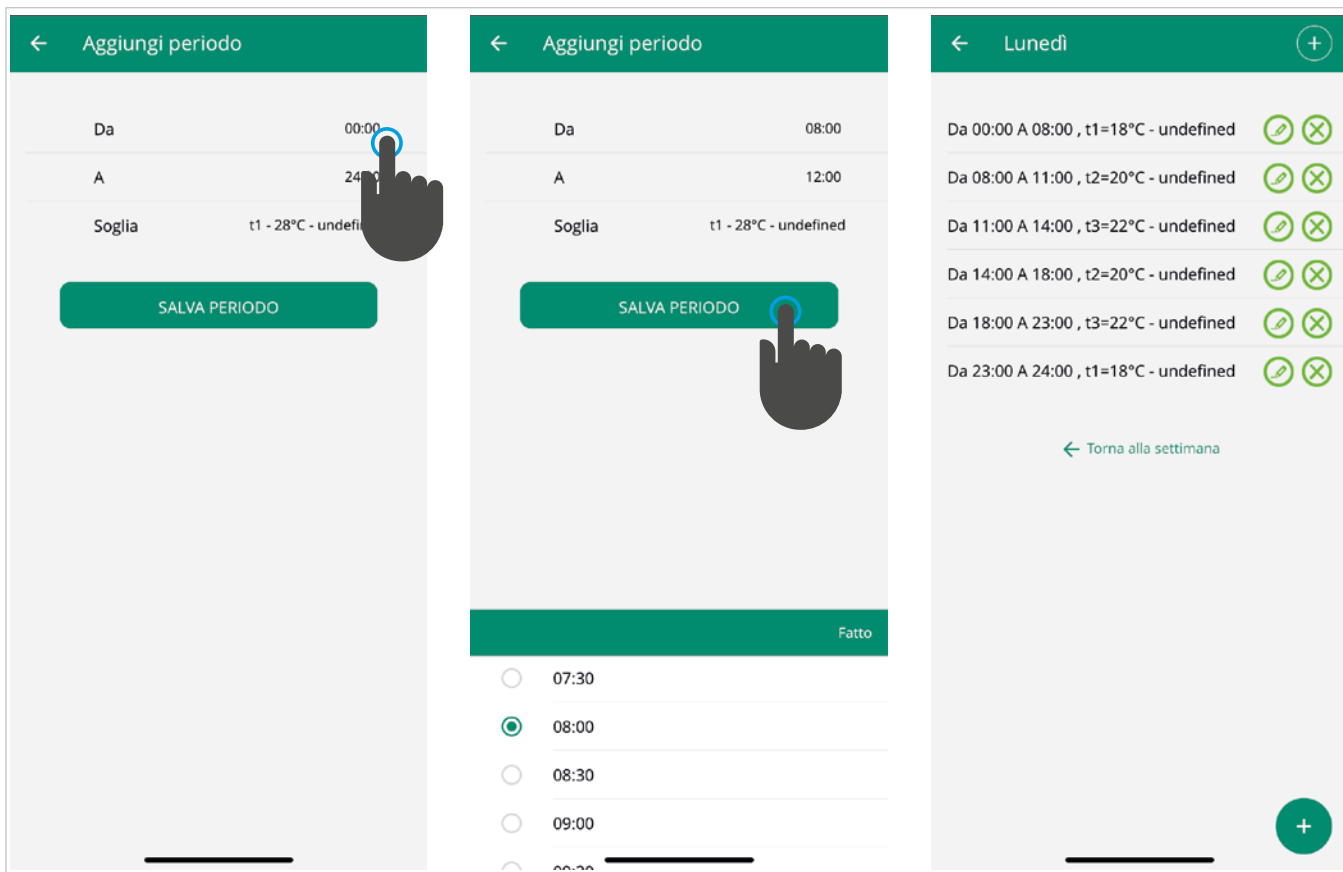 Aggiungi periodo
Da 00:00
A
Soglia t1 - 28°C -
SALVA PERIODO
Aggiungi periodo
Da 08:00
A 12:00
Soglia t1 - 28°C - undefined
SALVA PERIODO
Fatto
07:30
08:00
08:30
09:00
Lunedì
Da 00:00 A 08:00 , t1=18°C - undefined
Da 08:00 A 11:00 , t2=20°C - undefined
Da 11:00 A 14:00 , t3=22°C - undefined
Da 14:00 A 18:00 , t2=20°C - undefined
Da 18:00 A 23:00 , t3=22°C - undefined
Da 23:00 A 24:00 , t1=18°C - undefined
Torna alla settimana